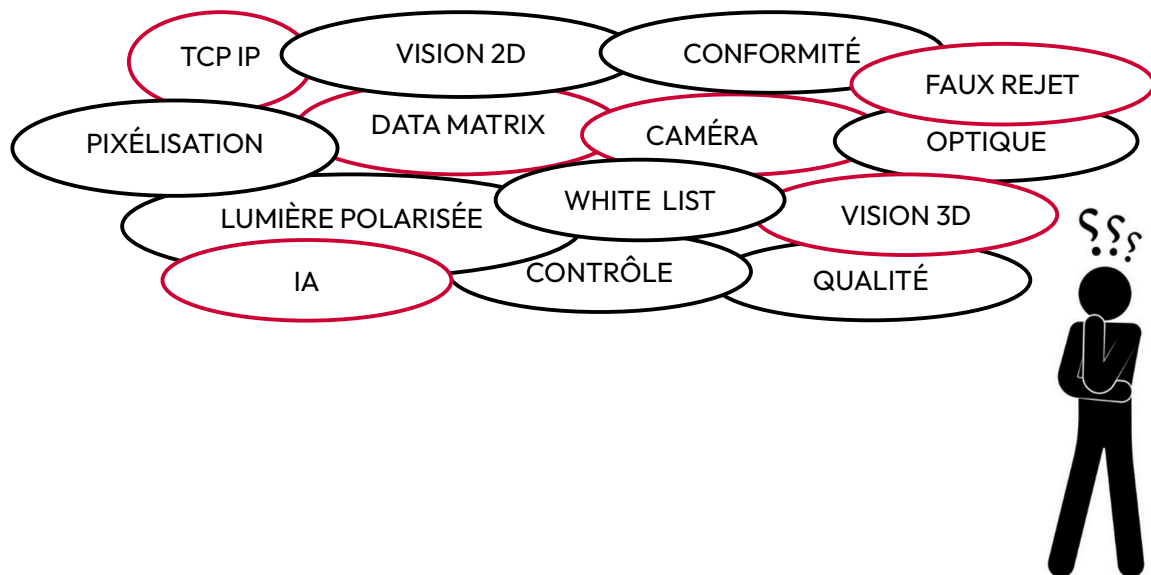 TCP IP
VISION 2D
CONFORMITÉ
FAUX REJET
PIXÉLISATION
DATA MATRIX
CAMÉRA
OPTIQUE
LUMIÈRE POLARISÉE
WHITE LIST
VISION 3D
IA
CONTRÔLE
QUALITÉ
???